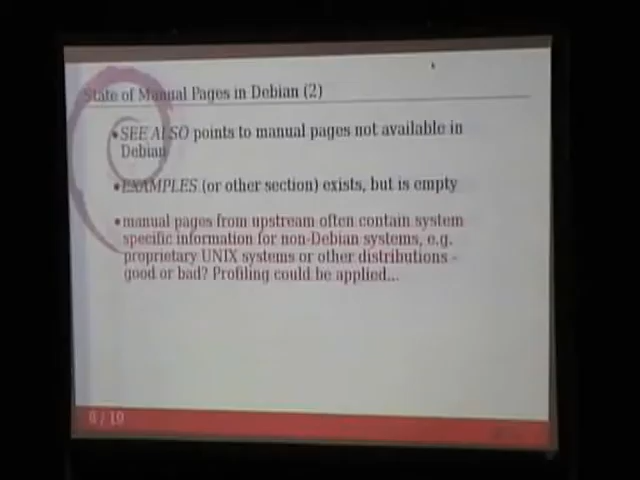 State of Manual Pages in Debian (2)
•SEE ALSO points to manual pages not available in
Debian
•EXAMPLES (or other section) exists, but is empty
•manual pages from upstream often contain system
specific information for non-Debian systems, e.g.
proprietary UNIX systems or other distributions -
good or bad? Profiling could be applied...
8 / 19